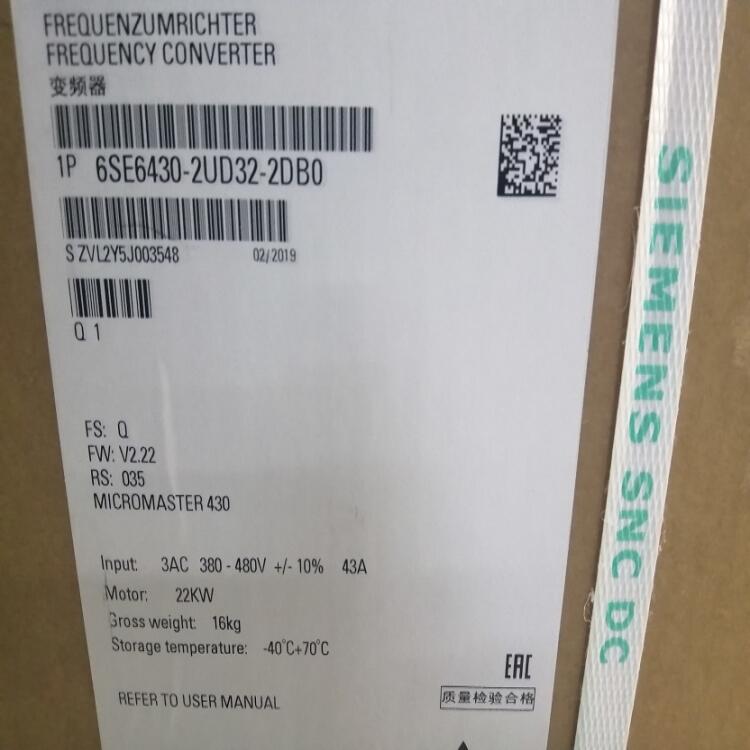 FREQUENZUMRICHTER
FREQUENCY CONVERTER
变频器
1P 6SE6430-2UD32-2DB0
S ZVL2Y5J003548 02/2019
Q 1
FS: Q
FW: V2.22
RS: 035
MICROMASTER 430
Input: 3AC 380 - 480V +/- 10% 43A
Motor: 22KW
Gross weight: 16kg
Storage temperature: -40°C+70°C
EAC
REFER TO USER MANUAL
质量检验合格
SIEMENS SNC DC